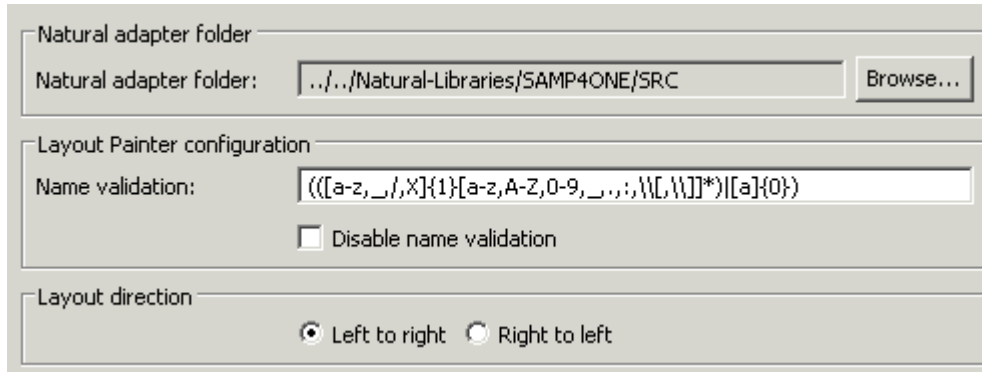 Natural adapter folder
Natural adapter folder: ../../Natural-Libraries/SAMP4ONE/SRC Browse...
Layout Painter configuration
Name validation: (([a-z,_,/,X]{1}[a-z,A-Z,0-9,_,.,:,\\[,\\]]*)|[a]{0})
Disable name validation
Layout direction
Left to right Right to left